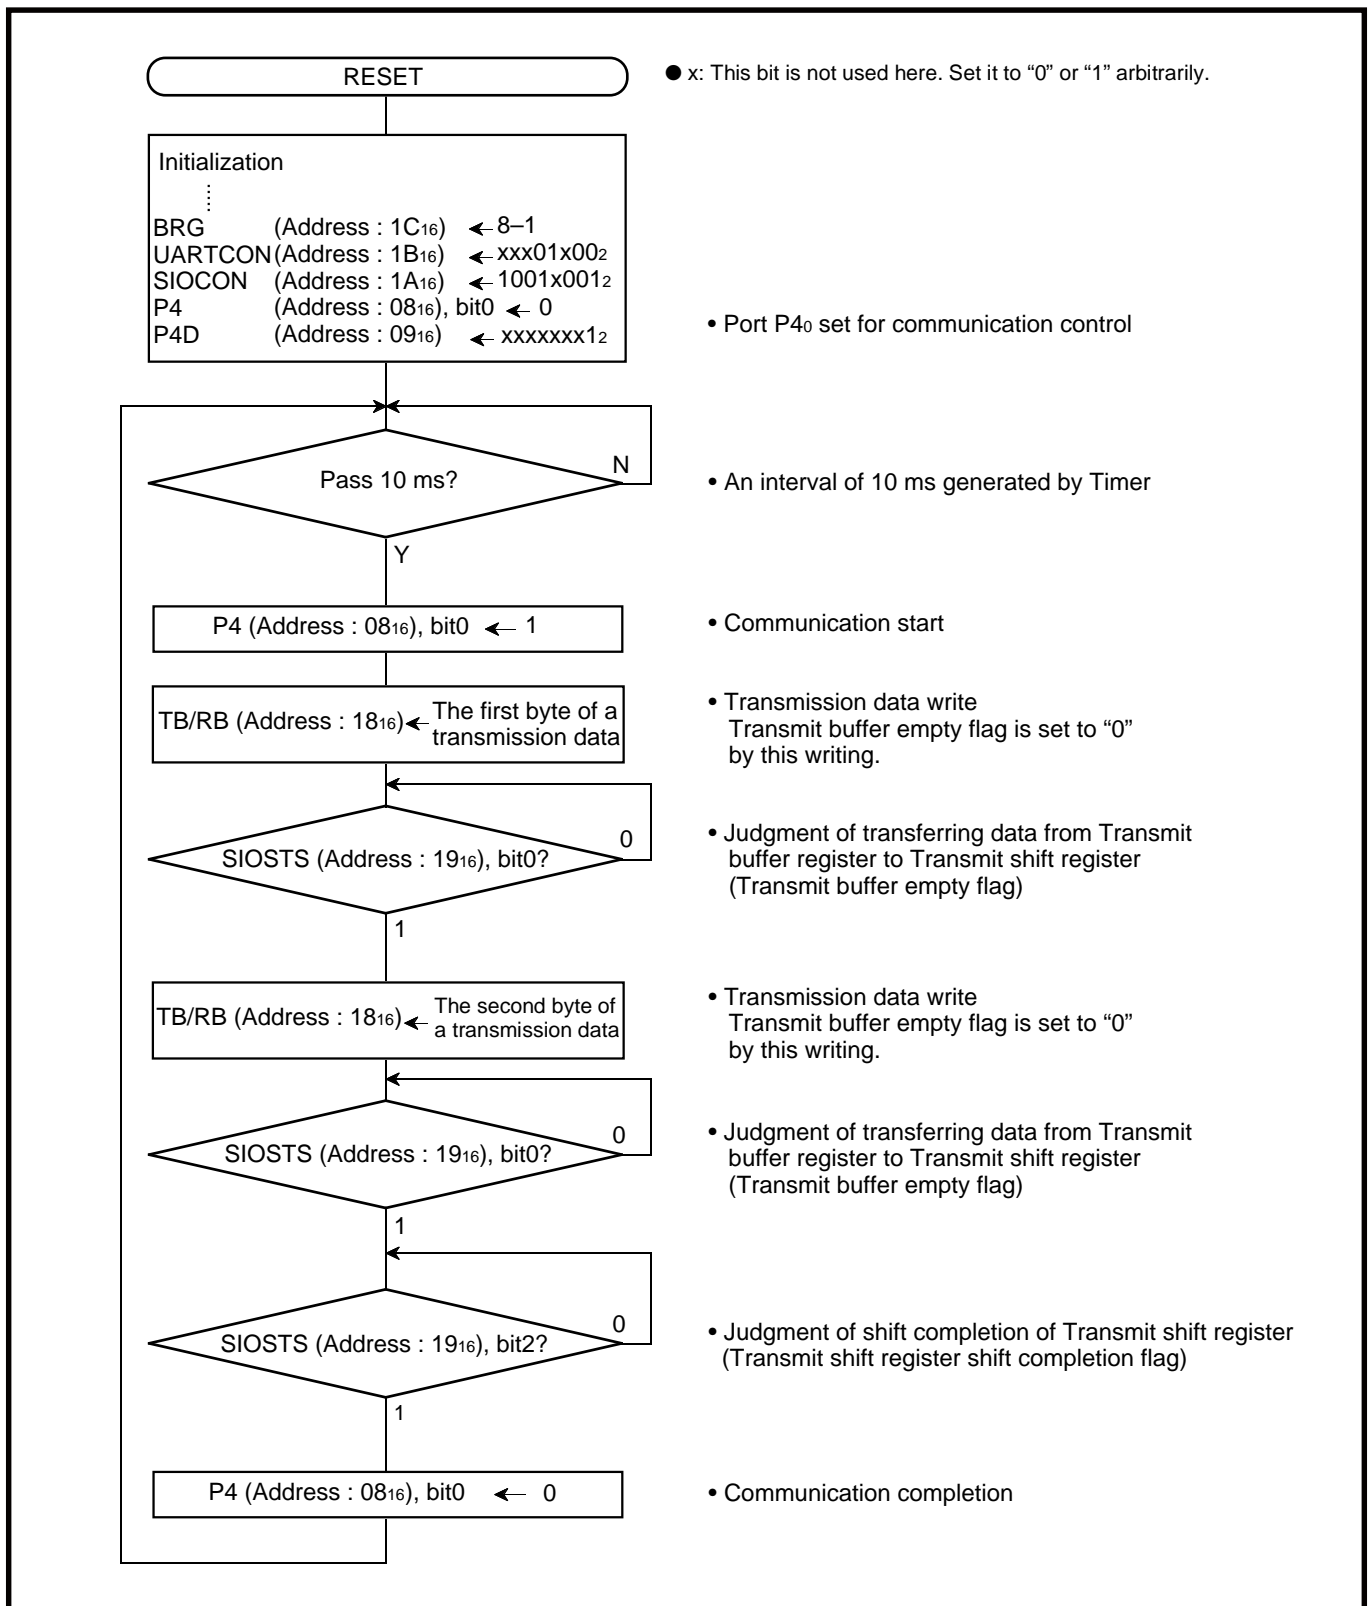 RESET
● x: This bit is not used here. Set it to “0” or “1” arbitrarily.
Initialization
BRG (Address : 1C16) ← 8–1
UARTCON (Address : 1B16) ← xxx01x002
SIOCON (Address : 1A16) ← 1001x0012
P4 (Address : 0816), bit0 ← 0
P4D (Address : 0916) ← xxxxxxx12
• Port P40 set for communication control
Pass 10 ms?
N
• An interval of 10 ms generated by Timer
Y
P4 (Address : 0816), bit0 ← 1
• Communication start
TB/RB (Address : 1816) ← The first byte of a
transmission data
• Transmission data write
Transmit buffer empty flag is set to “0”
by this writing.
SIOSTS (Address : 1916), bit0?
0
• Judgment of transferring data from Transmit
buffer register to Transmit shift register
(Transmit buffer empty flag)
1
TB/RB (Address : 1816) ← The second byte of
a transmission data
• Transmission data write
Transmit buffer empty flag is set to “0”
by this writing.
SIOSTS (Address : 1916), bit0?
0
• Judgment of transferring data from Transmit
buffer register to Transmit shift register
(Transmit buffer empty flag)
1
SIOSTS (Address : 1916), bit2?
0
• Judgment of shift completion of Transmit shift register
(Transmit shift register shift completion flag)
1
P4 (Address : 0816), bit0 ← 0
• Communication completion